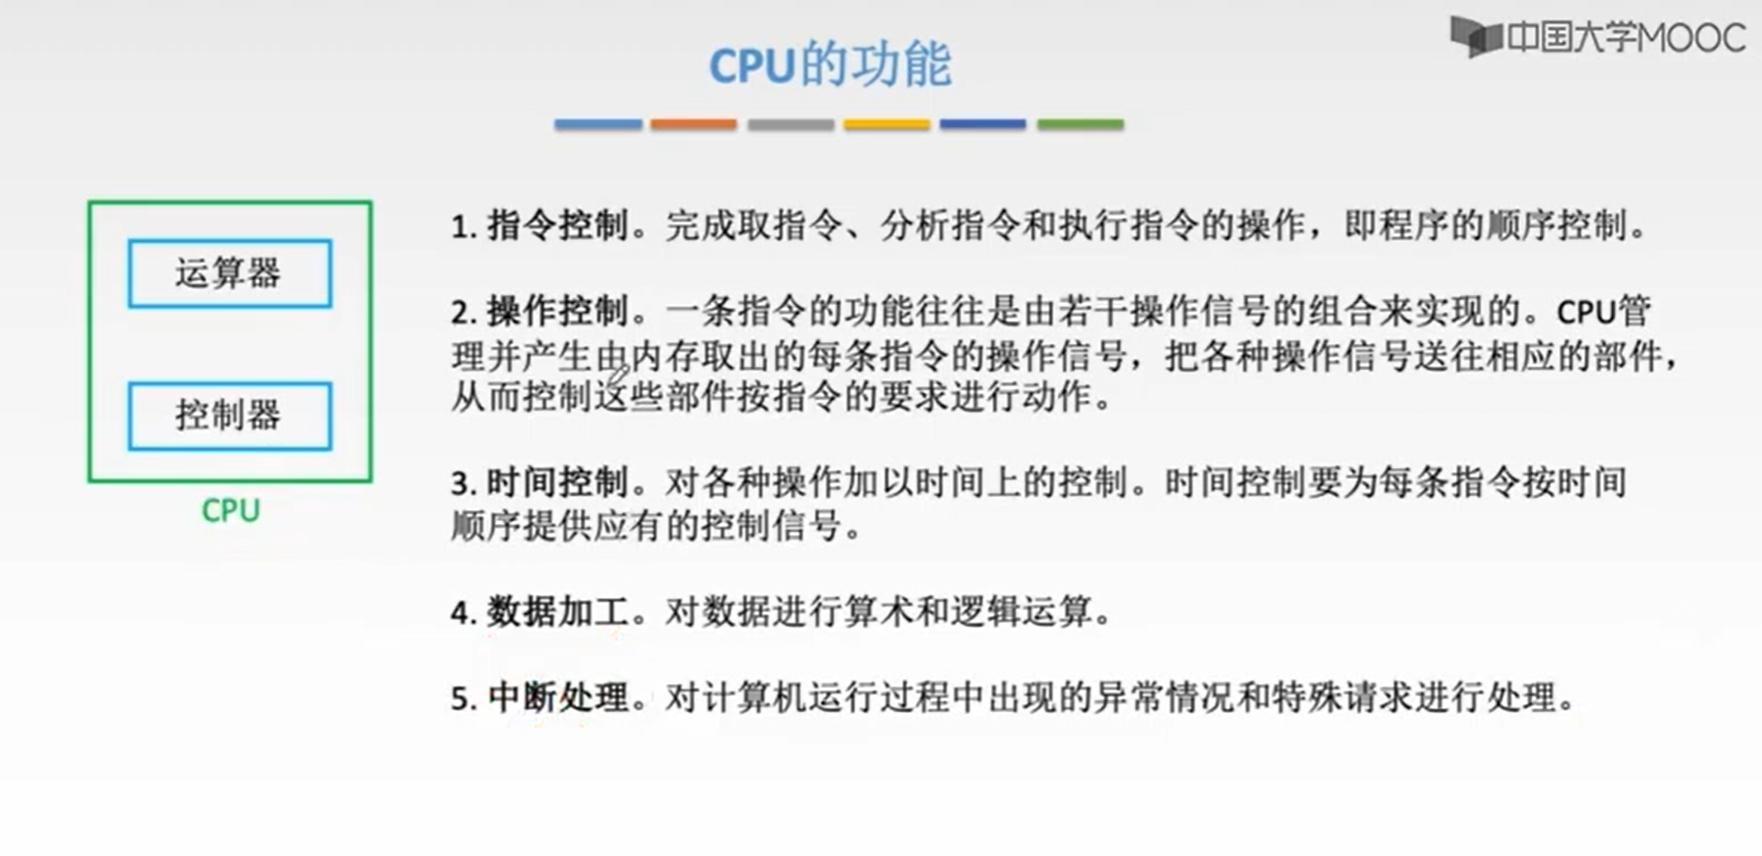 中国大学MOOC
CPU的功能
运算器
控制器
CPU
1. 指令控制。完成取指令、分析指令和执行指令的操作，即程序的顺序控制。
2. 操作控制。一条指令的功能往往是由若干操作信号的组合来实现的。CPU管
理并产生由内存取出的每条指令的操作信号，把各种操作信号送往相应的部件，
从而控制这些部件按指令的要求进行动作。
3. 时间控制。对各种操作加以时间上的控制。时间控制要为每条指令按时间
顺序提供应有的控制信号。
4. 数据加工。对数据进行算术和逻辑运算。
5. 中断处理。对计算机运行过程中出现的异常情况和特殊请求进行处理。